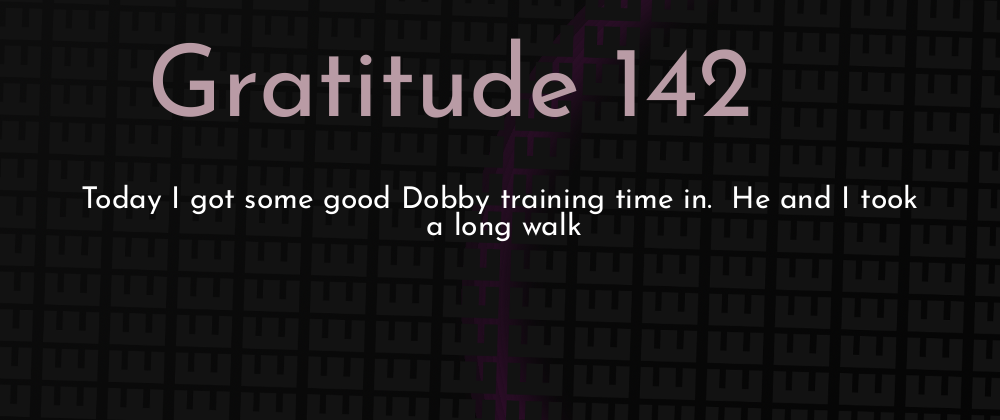 Gratitude 142
Today I got some good Dobby training time in.  He and I took
a long walk